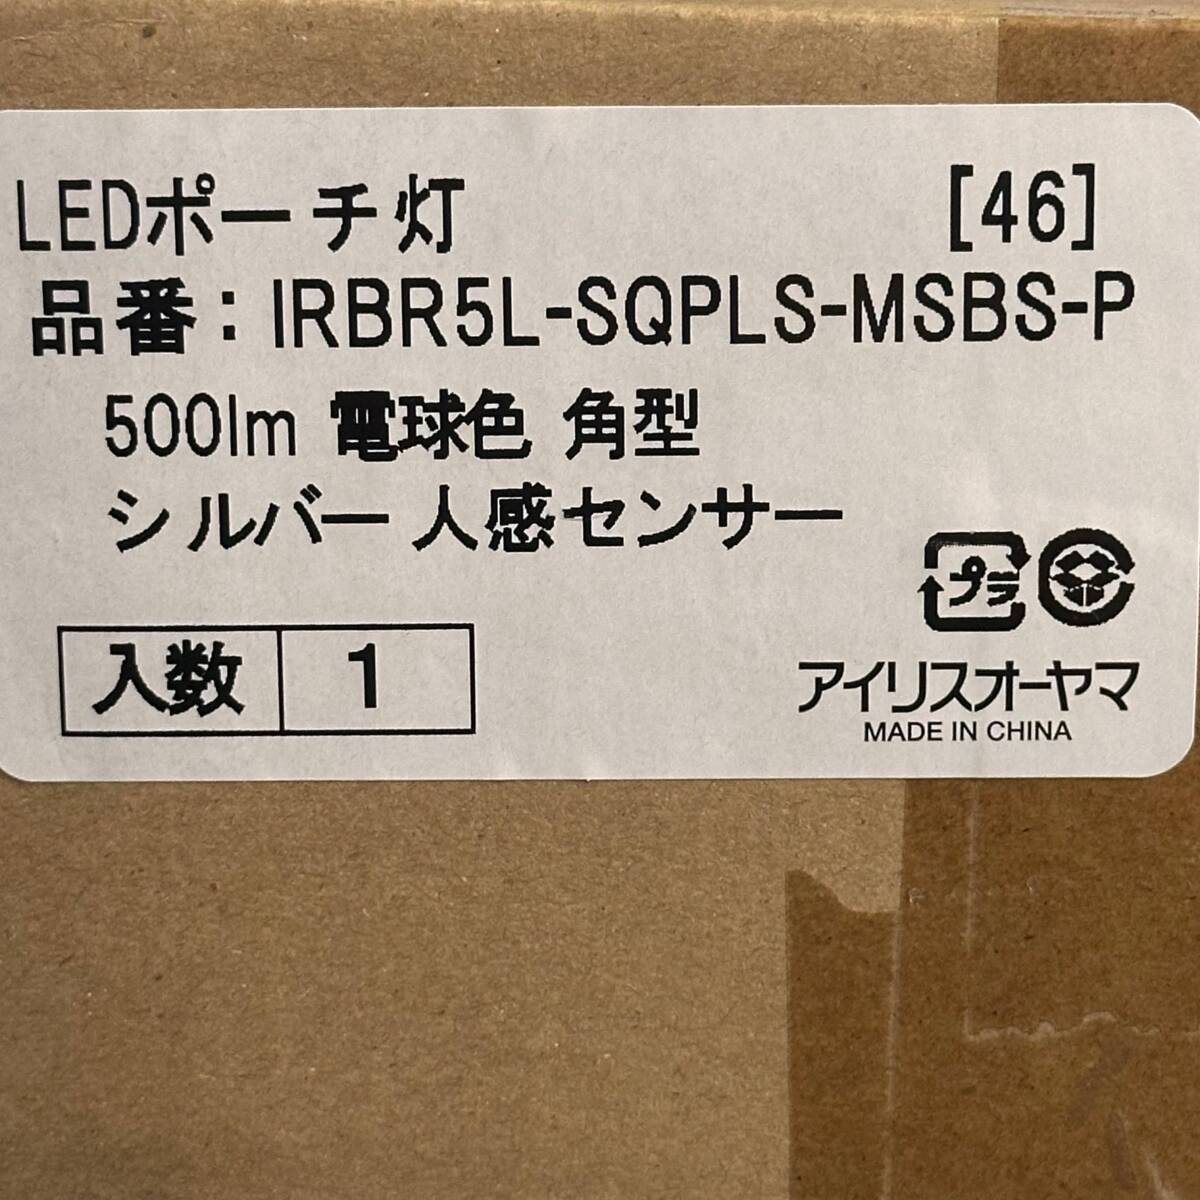 LEDポーチ灯 [46]
品番：IRBR5L-SQPLS-MSBS-P
500lm 電球色 角型
シルバー 人感センサー
プラ
入数 1
アイリスオーヤマ
MADE IN CHINA